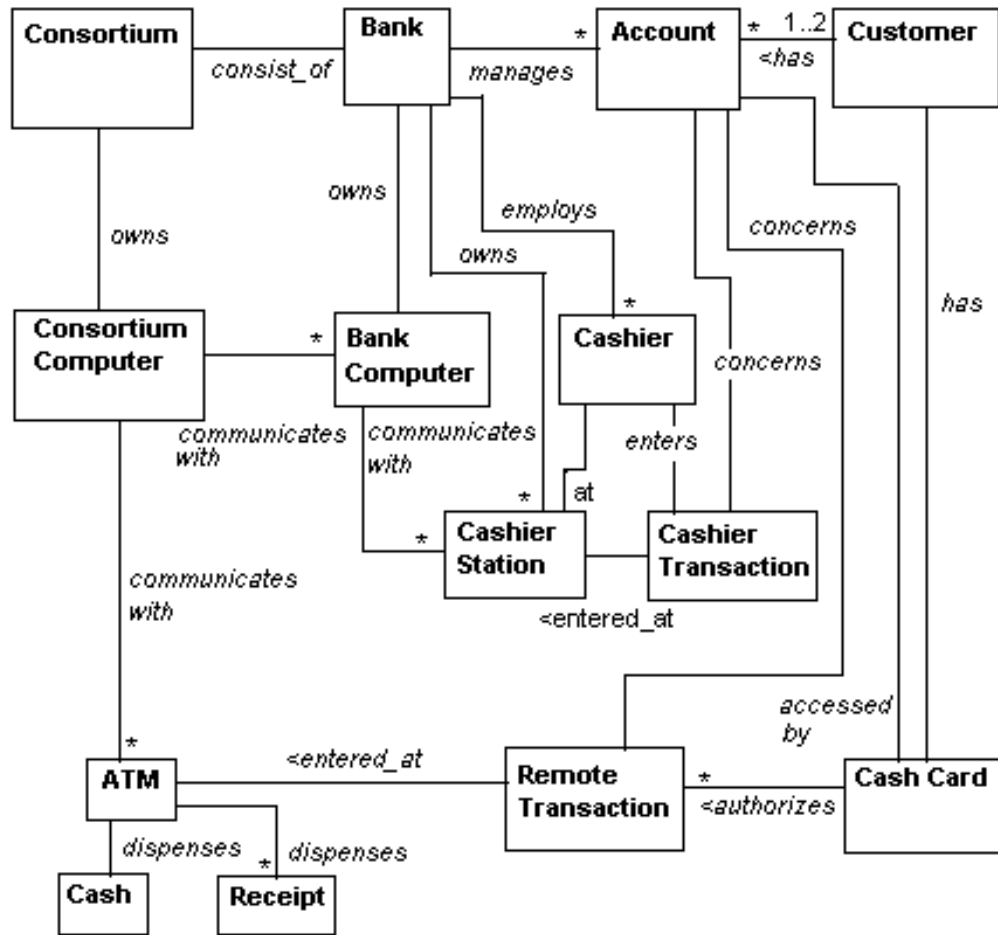 Consortium
consist_of
Bank
manages
*
Account
*
1..2
<has
Customer
owns
owns
employs
owns
concerns
has
*
Consortium
Computer
*
Bank
Computer
Cashier
concerns
communicates
with
communicates
with
enters
at
*
*
Cashier
Station
Cashier
Transaction
<entered_at
communicates
with
accessed
by
*
ATM
<entered_at
Remote
Transaction
*
<authorizes
Cash Card
dispenses
*
dispenses
Cash
Receipt